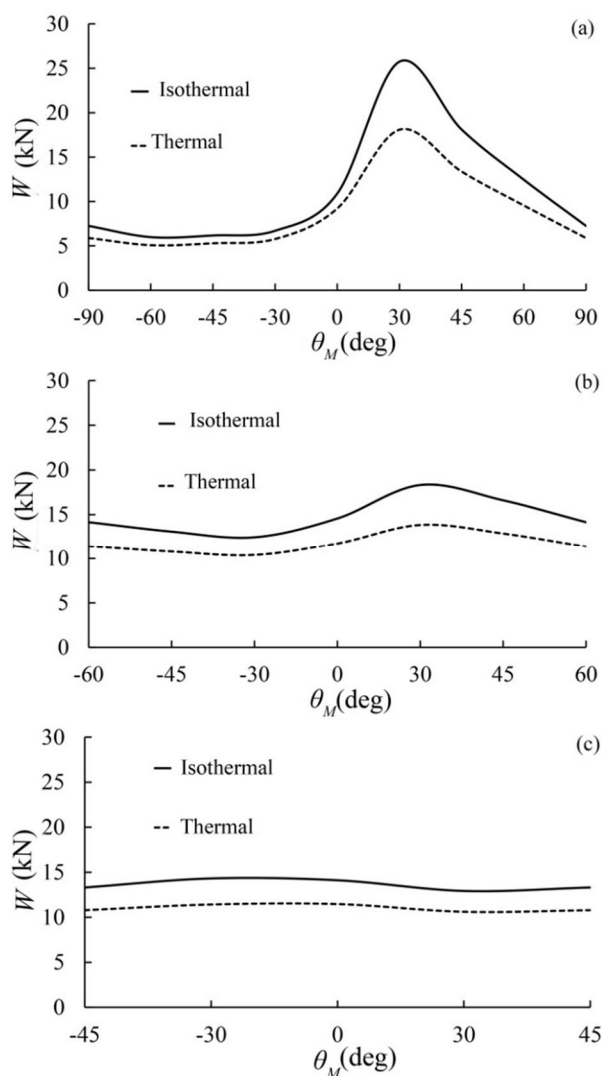 30
(a)
25
Isothermal
20
Thermal
15
W (kN)
10
5
0
-90 -60 -45 -30 0 30 45 60 90
θM(deg)
30
(b)
25
Isothermal
20
Thermal
15
W (kN)
10
5
0
-60 -45 -30 0 30 45 60
θM(deg)
30
(c)
25
Isothermal
20
Thermal
15
W (kN)
10
5
0
-45 -30 0 30 45
θM(deg)